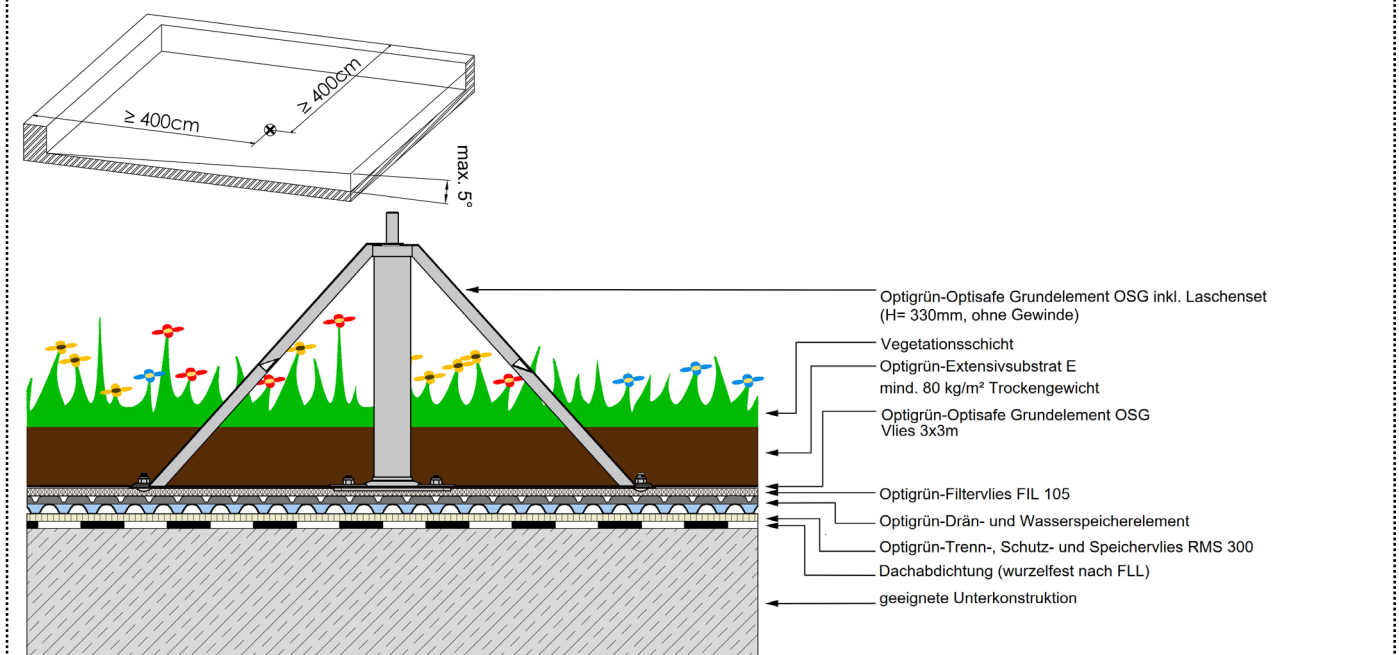 ≥ 400cm
≥ 400cm
max. 5°
Optigrün-Optisafe Grundelement OSG inkl. Laschenset
(H= 330mm, ohne Gewinde)
Vegetationsschicht
Optigrün-Extensivsubstrat E
mind. 80 kg/m² Trockengewicht
Optigrün-Optisafe Grundelement OSG
Vlies 3x3m
Optigrün-Filtervlies FIL 105
Optigrün-Drän- und Wasserspeicherelement
Optigrün-Trenn-, Schutz- und Speichervlies RMS 300
Dachabdichtung (wurzelfest nach FLL)
geeignete Unterkonstruktion